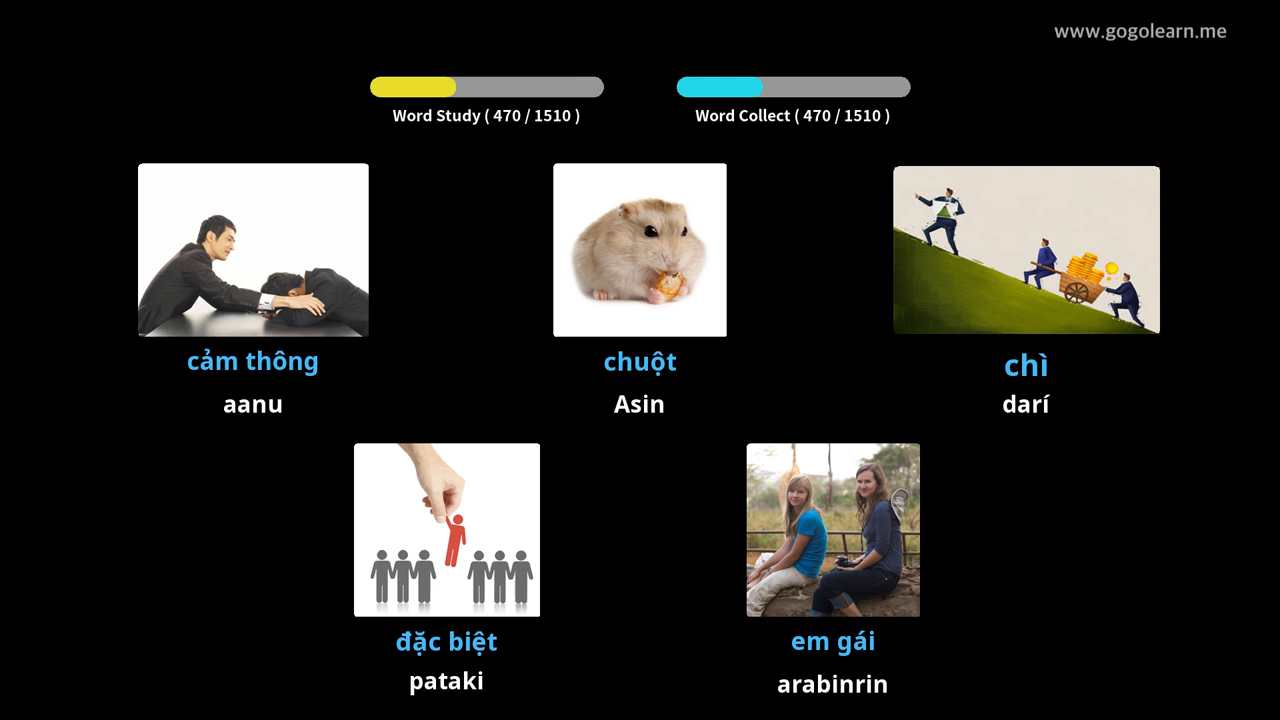 www.gogolearn.me
Word Study ( 470 / 1510 )
Word Collect ( 470 / 1510 )
cảm thông
aanu
chuột
Asin
chì
darí
đặc biệt
pataki
em gái
arabinrin